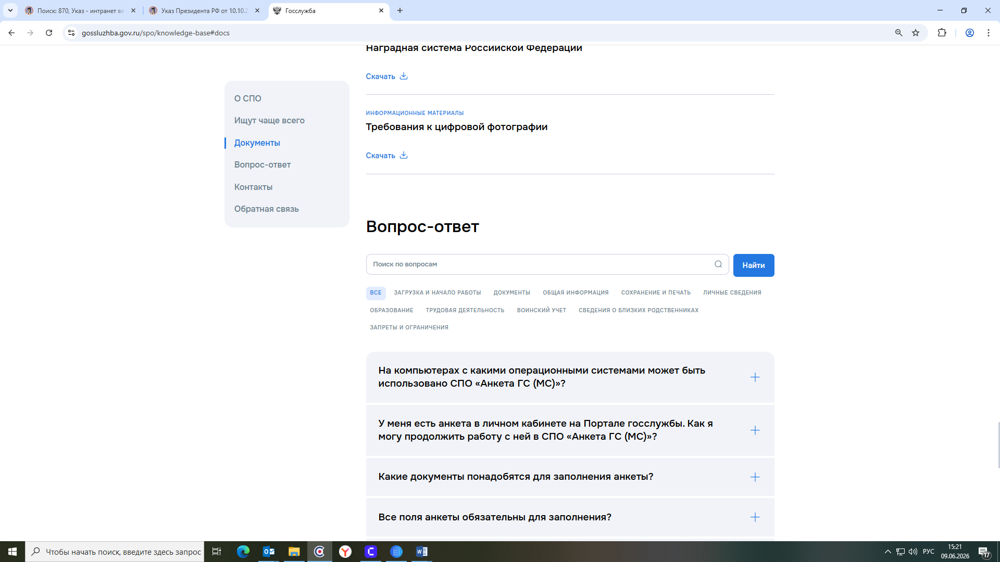 Поиск: 870, Указ - интранет ве
Указ Президента РФ от 10.10.2
Госслужба
gossluzhba.gov.ru/spo/knowledge-base#docs
Наградная система Российской Федерации
Скачать
О СПО
Ищут чаще всего
Документы
Вопрос-ответ
Контакты
Обратная связь
ИНФОРМАЦИОННЫЕ МАТЕРИАЛЫ
Требования к цифровой фотографии
Скачать
Вопрос-ответ
Поиск по вопросам
Найти
ВСЕ ЗАГРУЗКА И НАЧАЛО РАБОТЫ ДОКУМЕНТЫ ОБЩАЯ ИНФОРМАЦИЯ СОХРАНЕНИЕ И ПЕЧАТЬ ЛИЧНЫЕ СВЕДЕНИЯ
ОБРАЗОВАНИЕ ТРУДОВАЯ ДЕЯТЕЛЬНОСТЬ ВОИНСКИЙ УЧЕТ СВЕДЕНИЯ О БЛИЗКИХ РОДСТВЕННИКАХ
ЗАПРЕТЫ И ОГРАНИЧЕНИЯ
На компьютерах с какими операционными системами может быть
использовано СПО «Анкета ГС (МС)»?
У меня есть анкета в личном кабинете на Портале госслужбы. Как я
могу продолжить работу с ней в СПО «Анкета ГС (МС)»?
Какие документы понадобятся для заполнения анкеты?
Все поля анкеты обязательны для заполнения?
Чтобы начать поиск, введите здесь запрос
РУС
15:21
09.06.2026
17